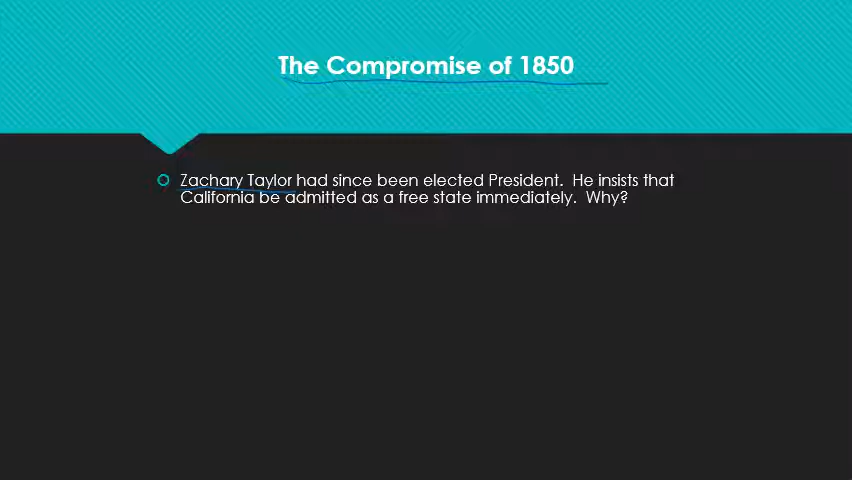 The Compromise of 1850
Zachary Taylor had since been elected President. He insists that
California be admitted as a free state immediately. Why?